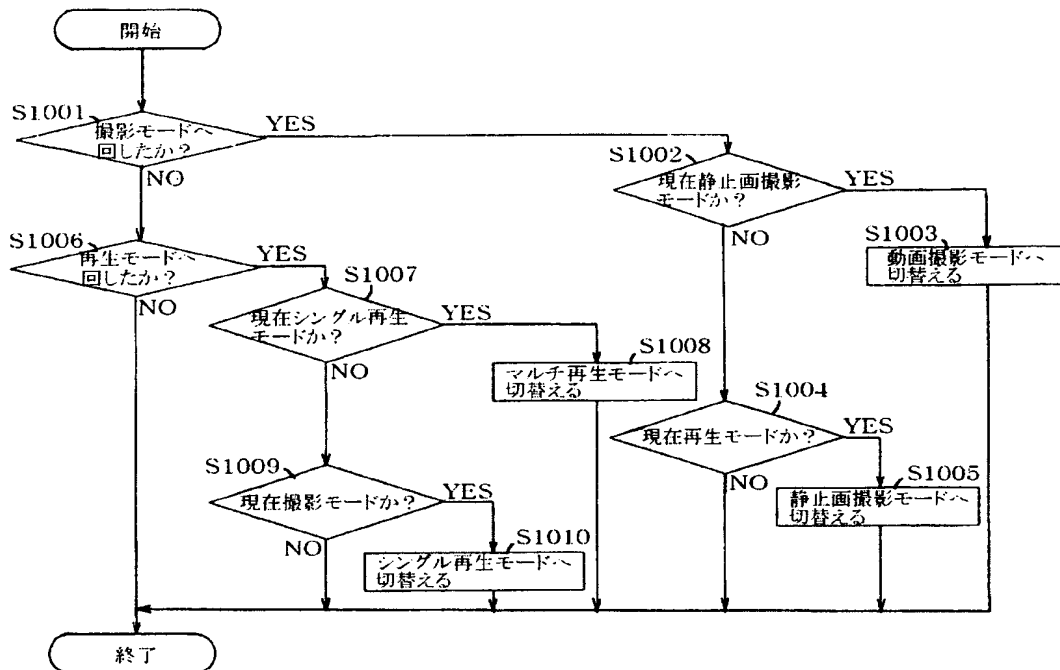 開始
S1001
撮影モードへ
回したか？
YES
NO
S1002
現在静止画撮影
モードか？
YES
NO
S1003
動画撮影モードへ
切替える
S1006
再生モードへ
回したか？
YES
NO
S1007
現在シングル再生
モードか？
YES
NO
S1008
マルチ再生モードへ
切替える
S1004
現在再生モードか？
YES
NO
S1005
静止画撮影モードへ
切替える
S1009
現在撮影モードか？
YES
NO
S1010
シングル再生モードへ
切替える
終了